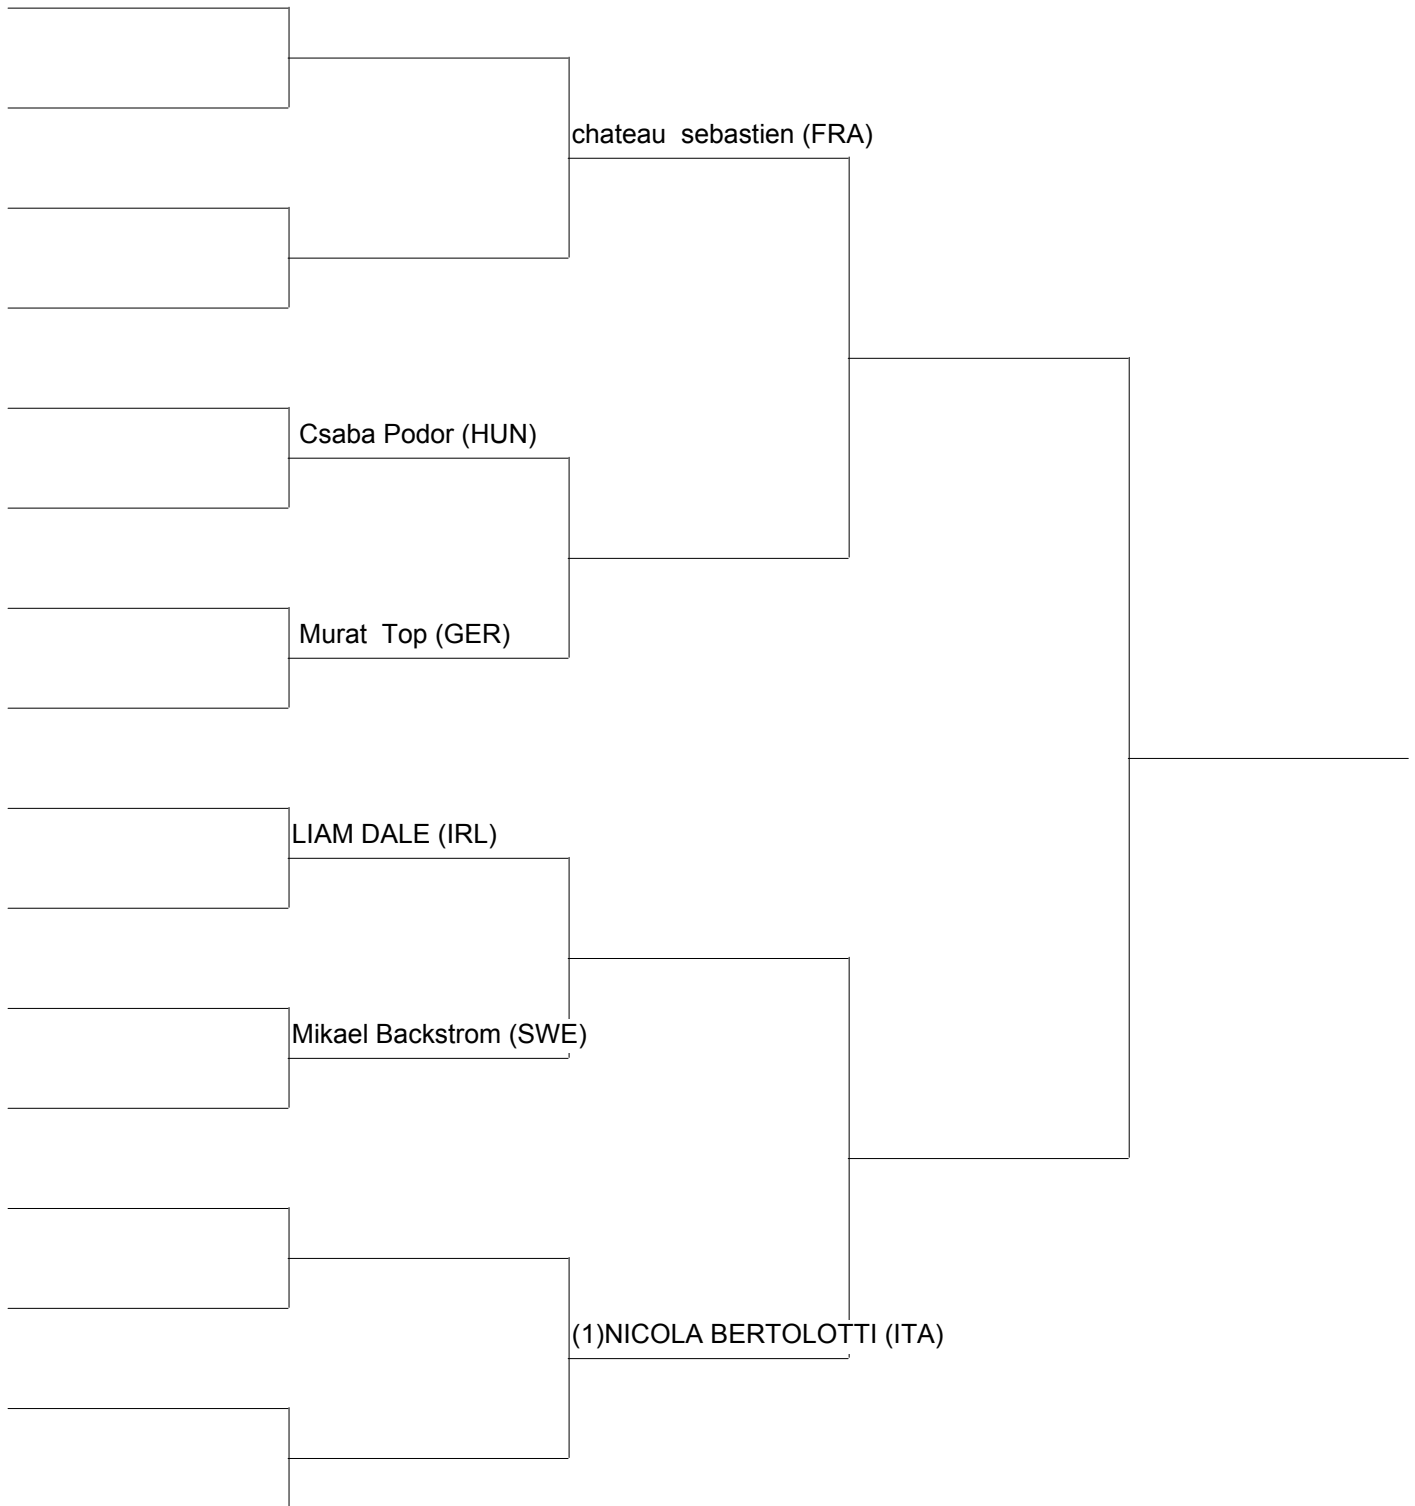 chateau  sebastien (FRA)
Csaba Podor (HUN)
Murat  Top (GER)
LIAM DALE (IRL)
Mikael Backstrom (SWE)
(1)NICOLA BERTOLOTTI (ITA)